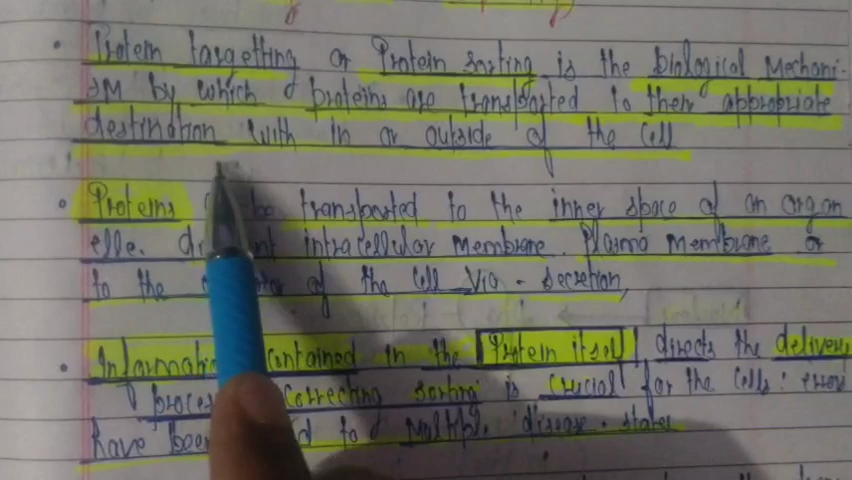 • Protein targetting or Protein sorting is the biological Mechani-
sm by which proteins are transported to their appropriate
destination with in or outside of the Cell
• Proteins be transported to the inner space of an organ
elle. intracellular Membrane. Plasma Membrane or
to the of the Cell Via - secretion,
• Information contained in the Protein itself directs the delivery
process. Correcting sorting is crucial for the Cells: errors
have been to Multiple disease states